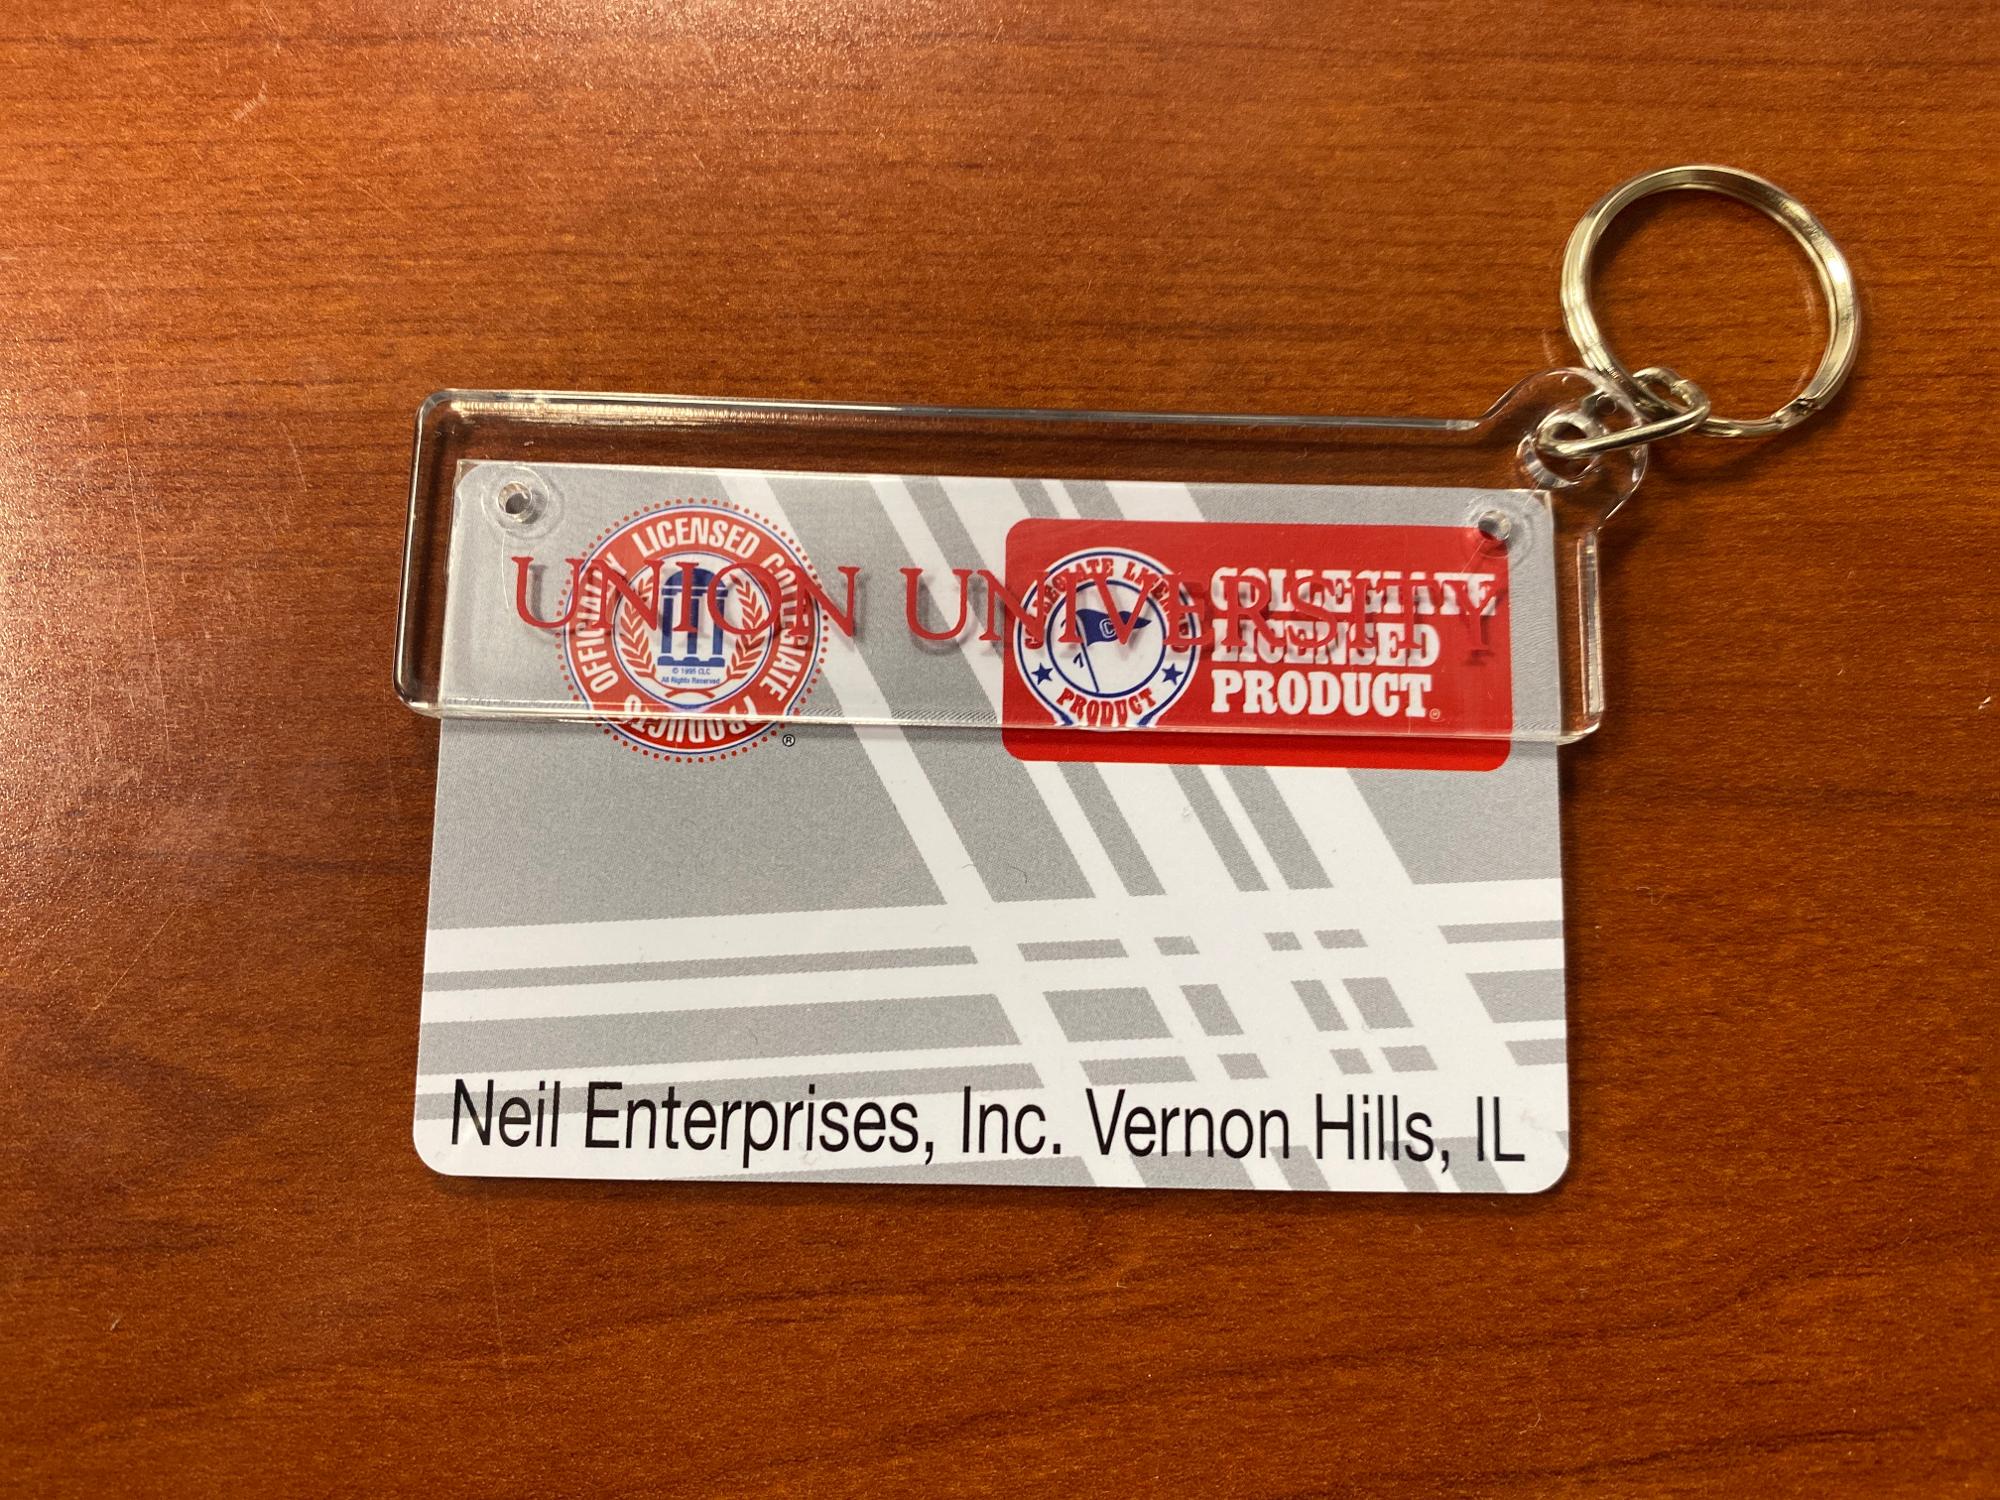 UNION UNIVERSITY
OFFICIALLY LICENSED COLLEGIATE PRODUCTS
© 1995 CLC
All Rights Reserved
®
COLLEGIATE LICENSED
PRODUCT
C
COLLEGIATE
LICENSED
PRODUCT
®
Neil Enterprises, Inc. Vernon Hills, IL